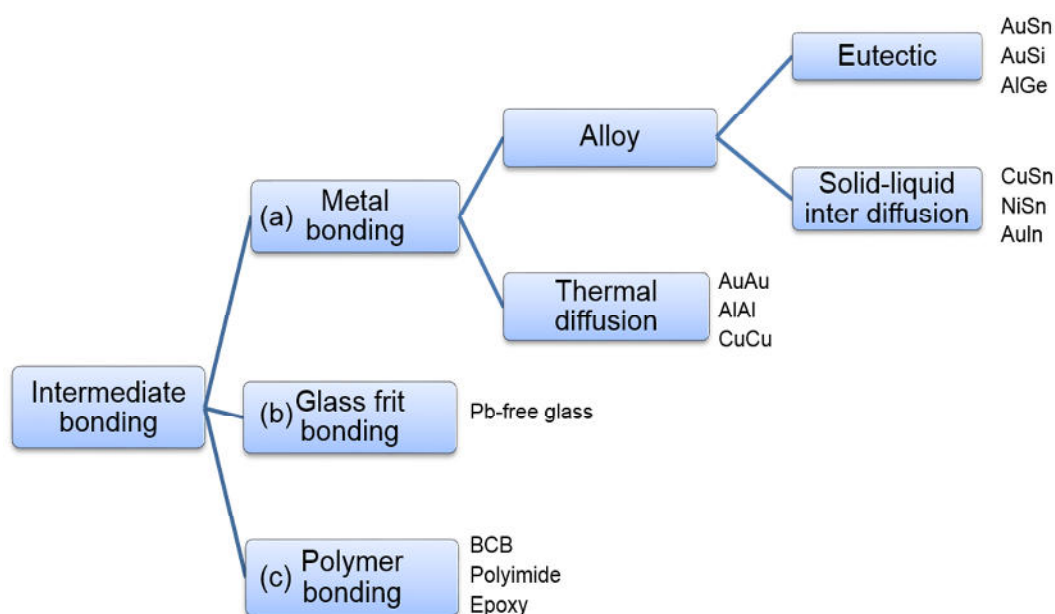 Intermediate
bonding
(a) Metal
bonding
Alloy
Eutectic
AuSn
AuSi
AlGe
Solid-liquid
inter diffusion
CuSn
NiSn
AuIn
Thermal
diffusion
AuAu
AlAl
CuCu
(b) Glass frit
bonding
Pb-free glass
(c) Polymer
bonding
BCB
Polyimide
Epoxy